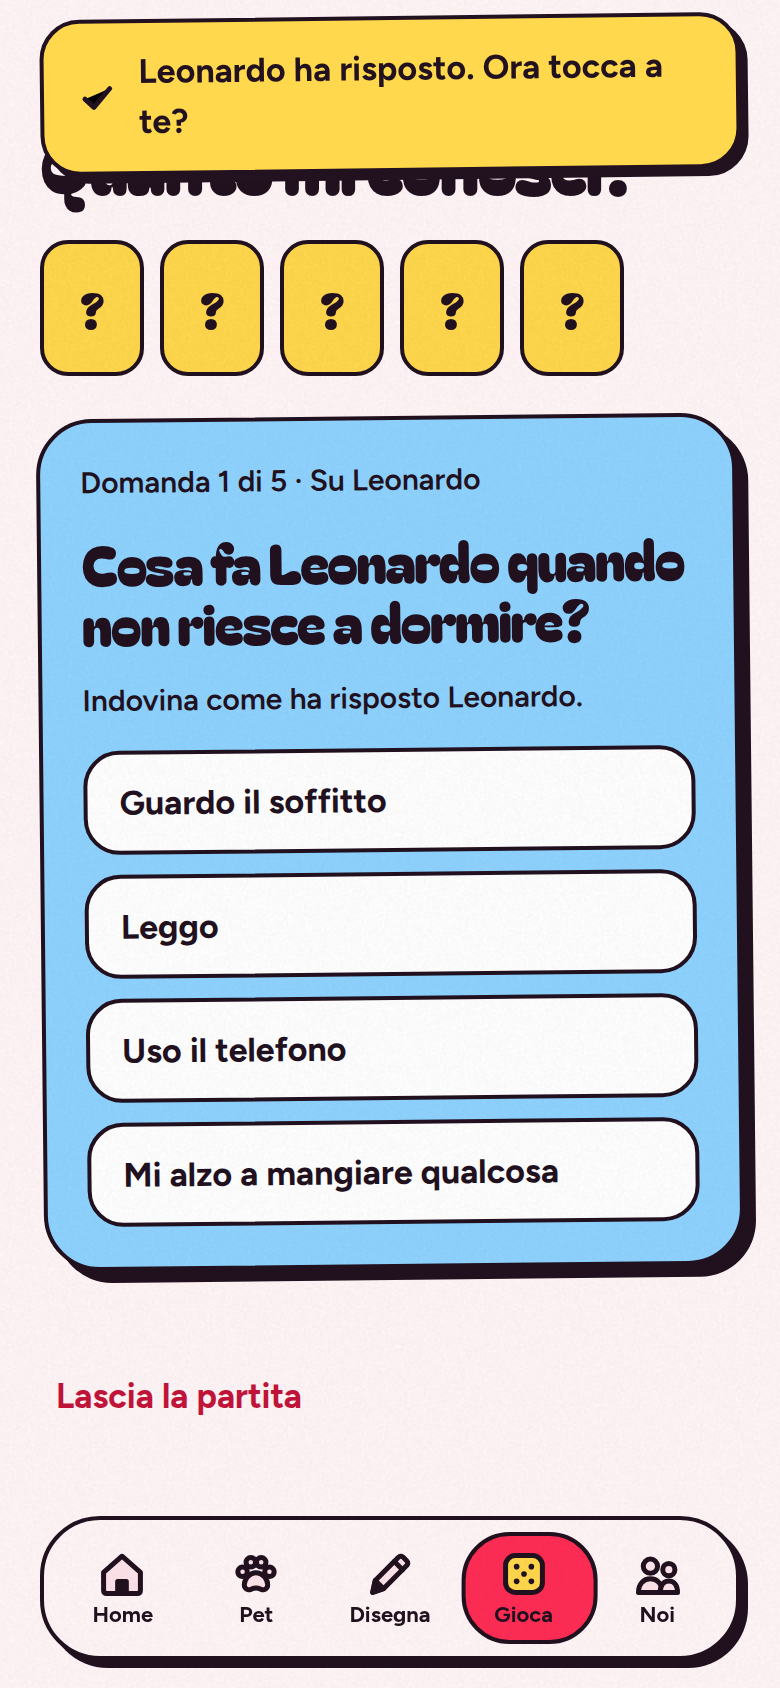 Leonardo ha risposto. Ora tocca a
te?
?
?
?
?
?
Domanda 1 di 5 · Su Leonardo
Cosa fa Leonardo quando
non riesce a dormire?
Indovina come ha risposto Leonardo.
Guardo il soffitto
Leggo
Uso il telefono
Mi alzo a mangiare qualcosa
Lascia la partita
Home
Pet
Disegna
Gioca
Noi